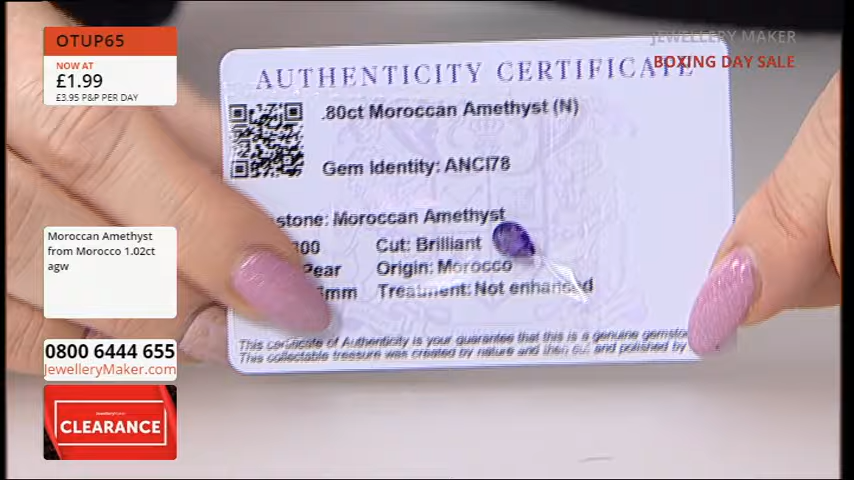 OTUP65
NOW AT
£1.99
£3.95 P&P PER DAY
JEWELLERY MAKER
BOXING DAY SALE
AUTHENTICITY CERTIFICATE
.80ct Moroccan Amethyst (N)
Gem Identity: ANCI78
stone: Moroccan Amethyst
Cut: Brilliant
Pear Origin: Morocco
mm Treatment: Not enhanced
This certificate of Authenticity is your guarantee that this is a genuine
This collectable treasure was created by nature and then cut and polished by
Moroccan Amethyst
from Morocco 1.02ct
agw
0800 6444 655
JewelleryMaker.com
CLEARANCE